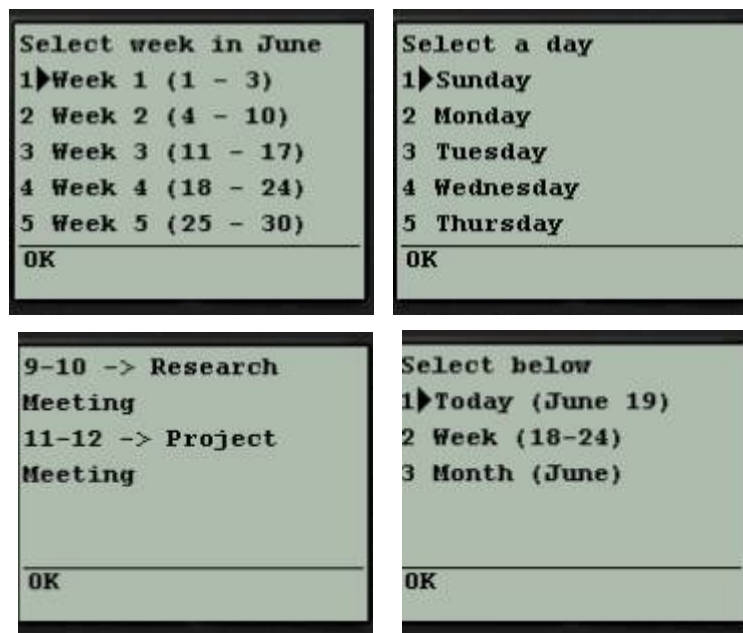 Select week in June
1 Week 1 (1 - 3)
2 Week 2 (4 - 10)
3 Week 3 (11 - 17)
4 Week 4 (18 - 24)
5 Week 5 (25 - 30)
OK
Select a day
1 Sunday
2 Monday
3 Tuesday
4 Wednesday
5 Thursday
OK
9-10 -> Research
Meeting
11-12 -> Project
Meeting
OK
Select below
1 Today (June 19)
2 Week (18-24)
3 Month (June)
OK